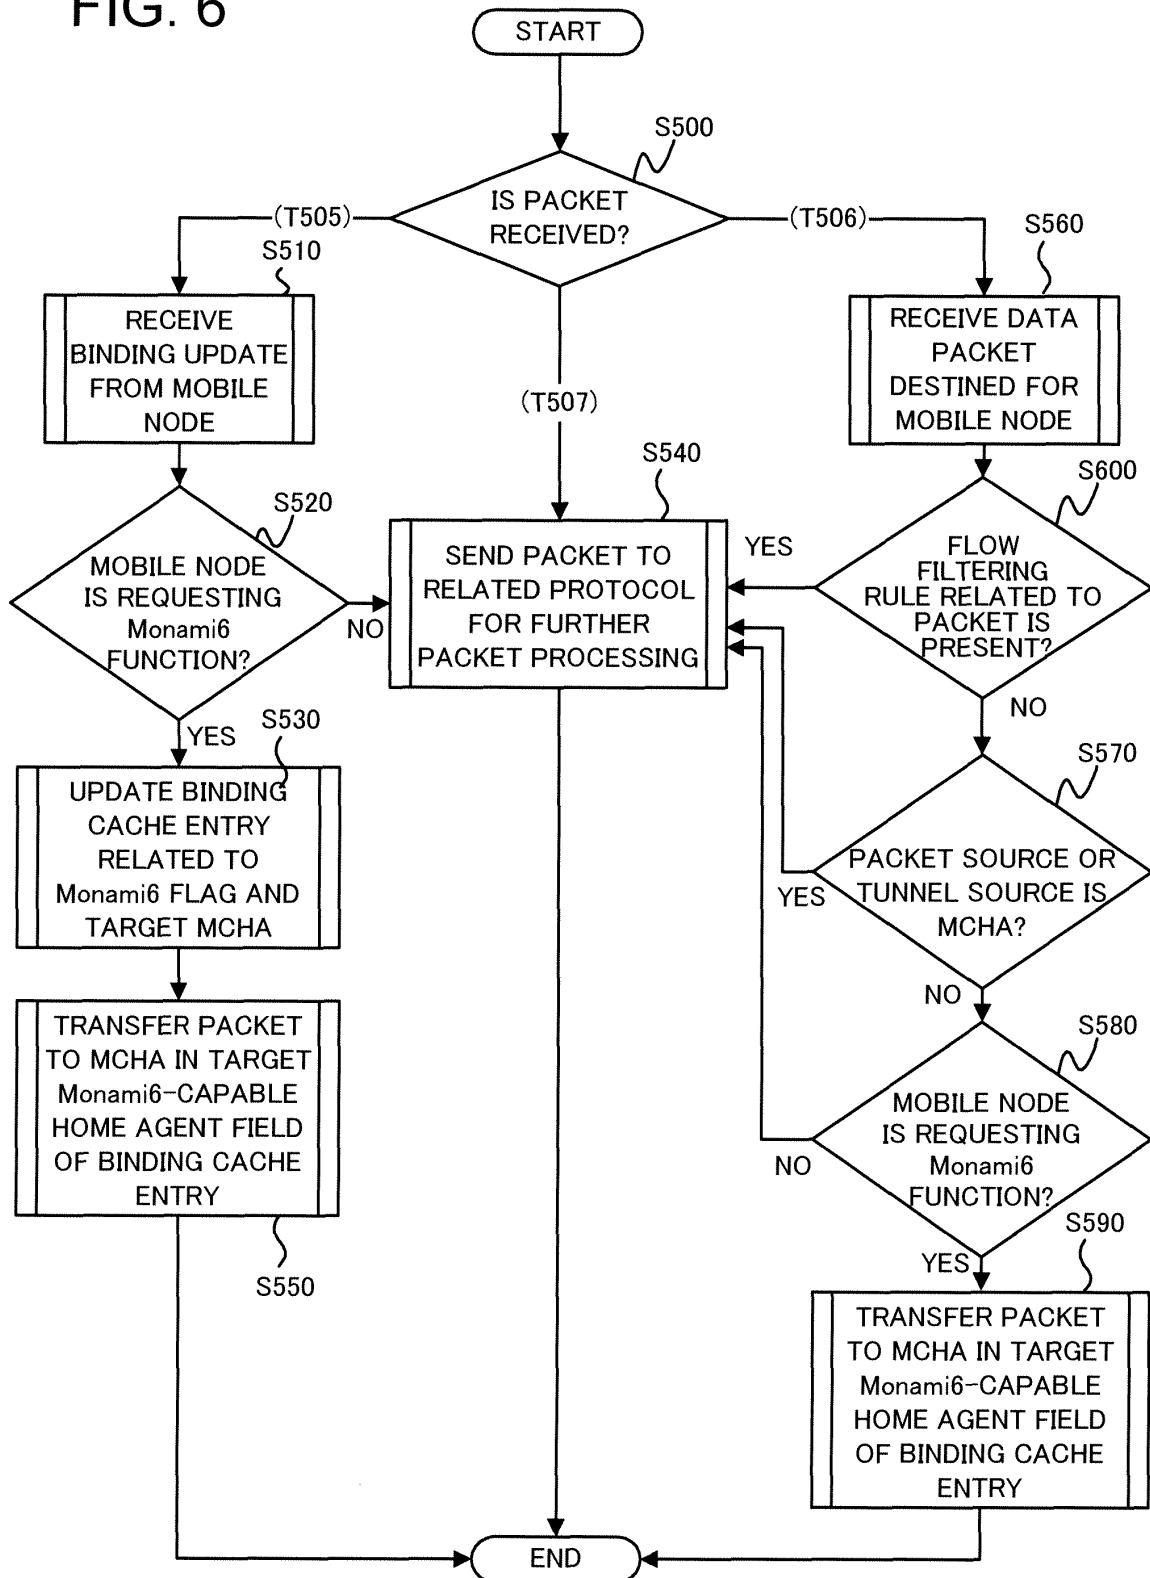 FIG. 6
START
S500
IS PACKET
RECEIVED?
(T505)
(T506)
(T507)
S510
RECEIVE
BINDING UPDATE
FROM MOBILE
NODE
S560
RECEIVE DATA
PACKET
DESTINED FOR
MOBILE NODE
S520
MOBILE NODE
IS REQUESTING
Monami6
FUNCTION?
NO
YES
S540
SEND PACKET TO
RELATED PROTOCOL
FOR FURTHER
PACKET PROCESSING
S600
FLOW
FILTERING
RULE RELATED TO
PACKET IS
PRESENT?
YES
NO
S530
UPDATE BINDING
CACHE ENTRY
RELATED TO
Monami6 FLAG AND
TARGET MCHA
S570
PACKET SOURCE OR
TUNNEL SOURCE IS
MCHA?
YES
NO
TRANSFER PACKET
TO MCHA IN TARGET
Monami6-CAPABLE
HOME AGENT FIELD
OF BINDING CACHE
ENTRY
S550
S580
MOBILE NODE
IS REQUESTING
Monami6
FUNCTION?
NO
YES
S590
TRANSFER PACKET
TO MCHA IN TARGET
Monami6-CAPABLE
HOME AGENT FIELD
OF BINDING CACHE
ENTRY
END